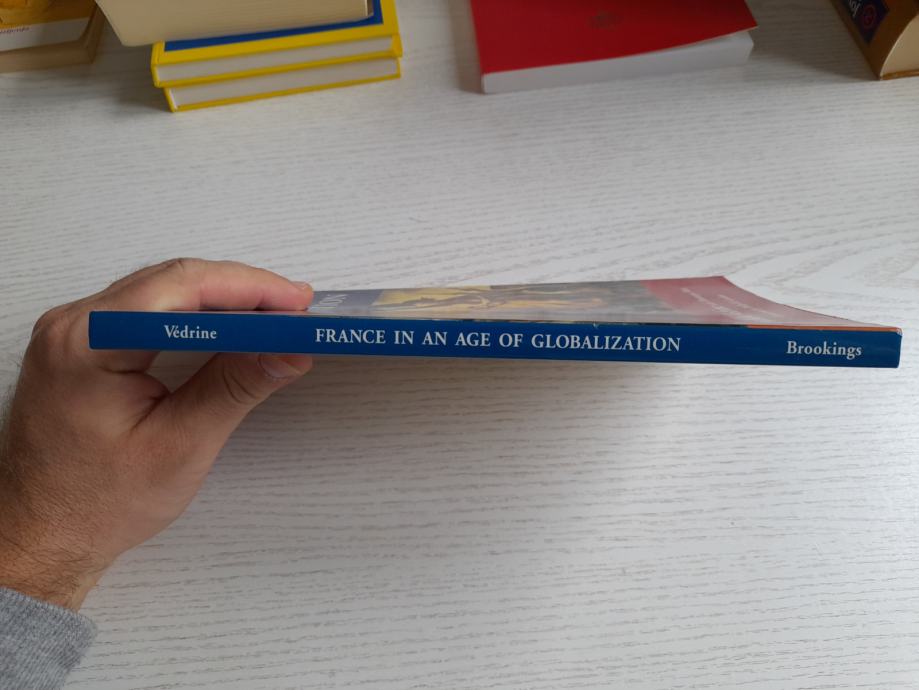 Védrine FRANCE IN AN AGE OF GLOBALIZATION Brookings